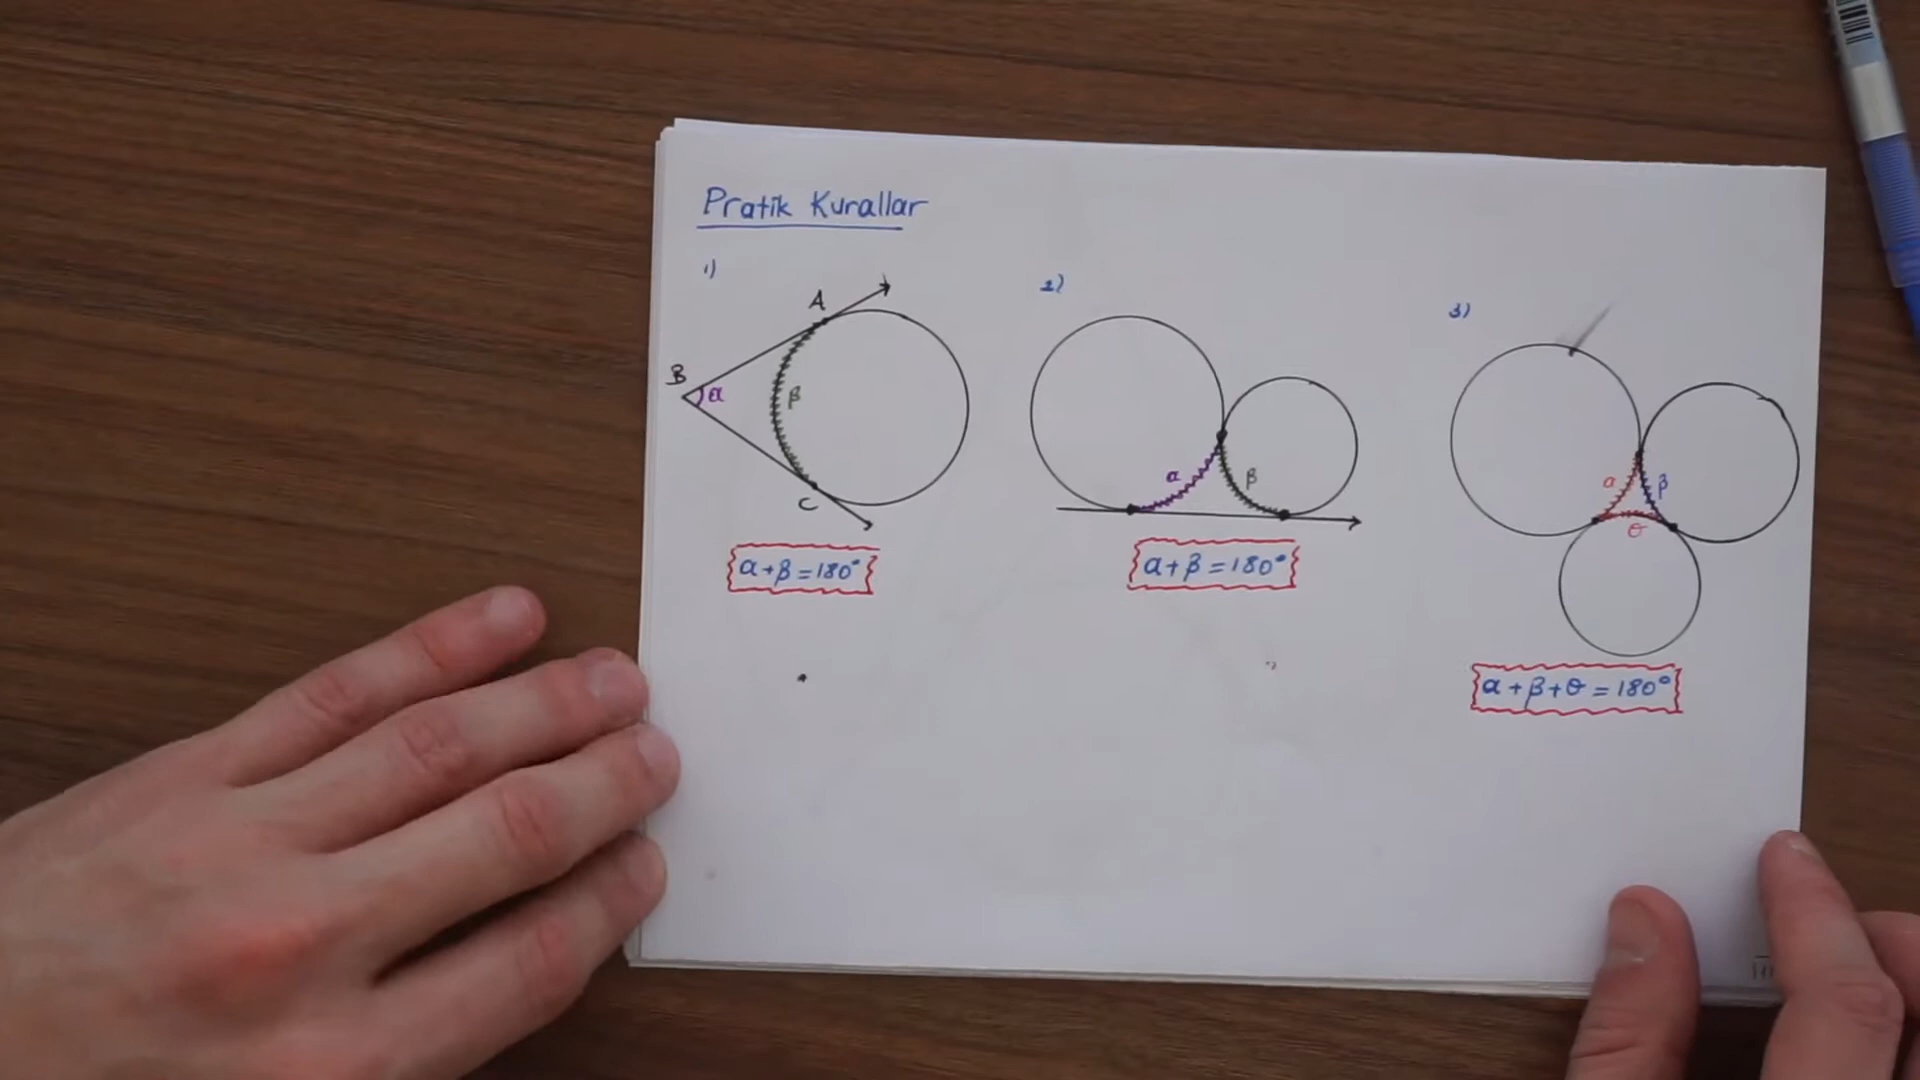 Pratik Kurallar
1)
A
B
α
β
C
α+β=180°
2)
α
β
α+β=180°
3)
α
β
θ
α+β+θ=180°